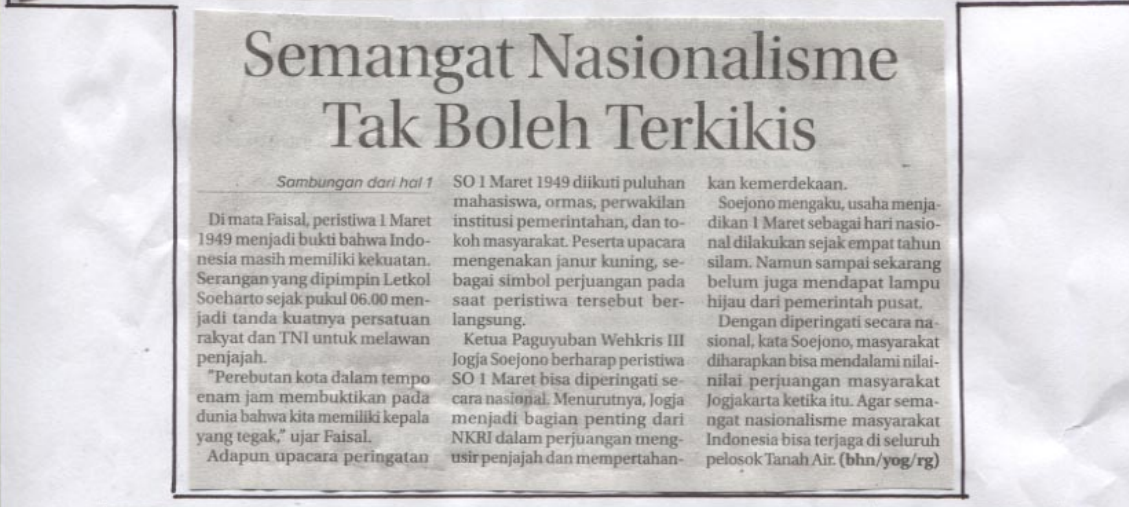 Semangat Nasionalisme
Tak Boleh Terkikis
Sambungan dari hal 1
Di mata Faisal, peristiwa 1 Maret
1949 menjadi bukti bahwa Indo-
nesia masih memiliki kekuatan.
Serangan yang dipimpin Letkol
Soeharto sejak pukul 06.00 men-
jadi tanda kuatnya persatuan
rakyat dan TNI untuk melawan
penjajah.
"Perebutan kota dalam tempo
enam jam membuktikan pada
dunia bahwa kita memiliki kepala
yang tegak," ujar Faisal.
Adapun upacara peringatan
SO 1 Maret 1949 diikuti puluhan
mahasiswa, ormas, perwakilan
institusi pemerintahan, dan to-
koh masyarakat. Peserta upacara
mengenakan janur kuning, se-
bagai simbol perjuangan pada
saat peristiwa tersebut ber-
langsung.
Ketua Paguyuban Wehkris III
Jogja Soejono berharap peristiwa
SO 1 Maret bisa diperingati se-
cara nasional. Menurutnya, Jogja
menjadi bagian penting dari
NKRI dalam perjuangan meng-
usir penjajah dan mempertahan-
kan kemerdekaan.
Soejono mengaku, usaha menja-
dikan 1 Maret sebagai hari nasio-
nal dilakukan sejak empat tahun
silam. Namun sampai sekarang
belum juga mendapat lampu
hijau dari pemerintah pusat.
Dengan diperingati secara na-
sional, kata Soejono, masyarakat
diharapkan bisa mendalami nilai-
nilai perjuangan masyarakat
Jogjakarta ketika itu. Agar sema-
ngat nasionalisme masyarakat
Indonesia bisa terjaga di seluruh
pelosok Tanah Air. (bhn/yog/rg)